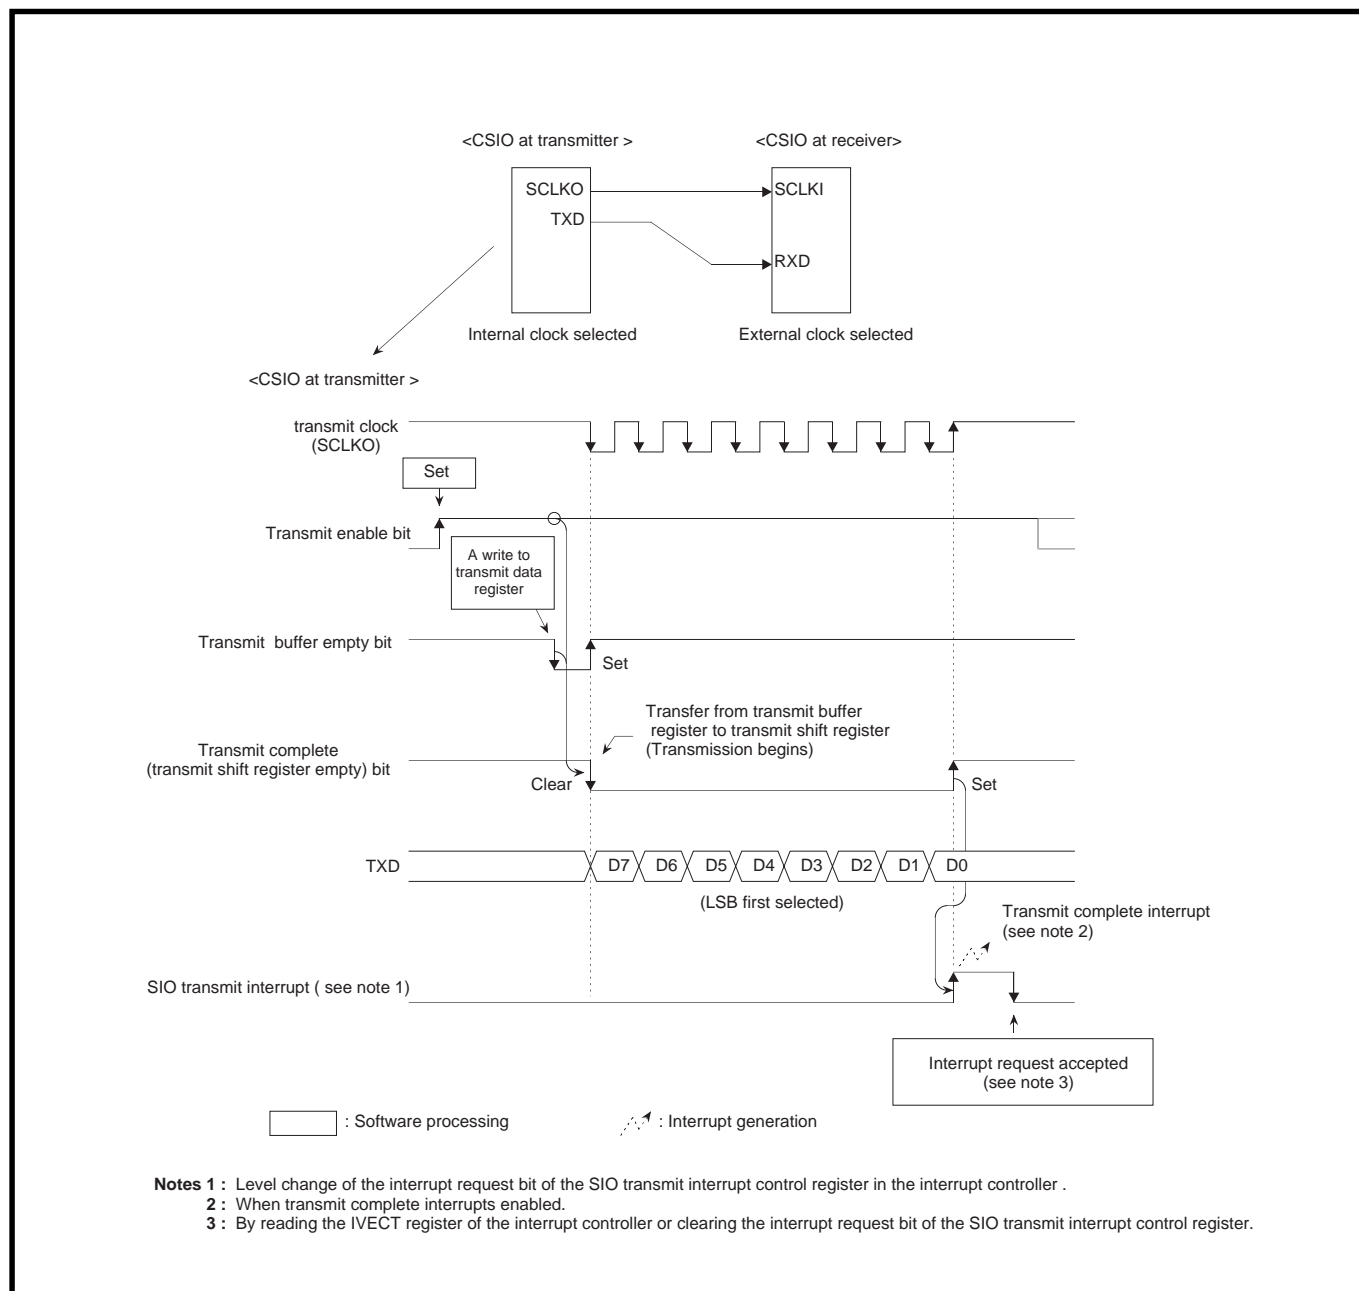 <CSIO at transmitter >
<CSIO at receiver>
SCLKO
SCLKI
TXD
RXD
Internal clock selected
External clock selected
<CSIO at transmitter >
transmit clock
(SCLKO)
Set
Transmit enable bit
A write to
transmit data
register
Transmit  buffer empty bit
Set
Transfer from transmit buffer
register to transmit shift register
(Transmission begins)
Transmit complete
(transmit shift register empty) bit
Clear
Set
TXD
D7 D6 D5 D4 D3 D2 D1 D0
(LSB first selected)
Transmit complete interrupt
(see note 2)
SIO transmit interrupt ( see note 1)
Interrupt request accepted
(see note 3)
: Software processing
: Interrupt generation
Notes 1 : Level change of the interrupt request bit of the SIO transmit interrupt control register in the interrupt controller .
2 : When transmit complete interrupts enabled.
3 : By reading the IVECT register of the interrupt controller or clearing the interrupt request bit of the SIO transmit interrupt control register.